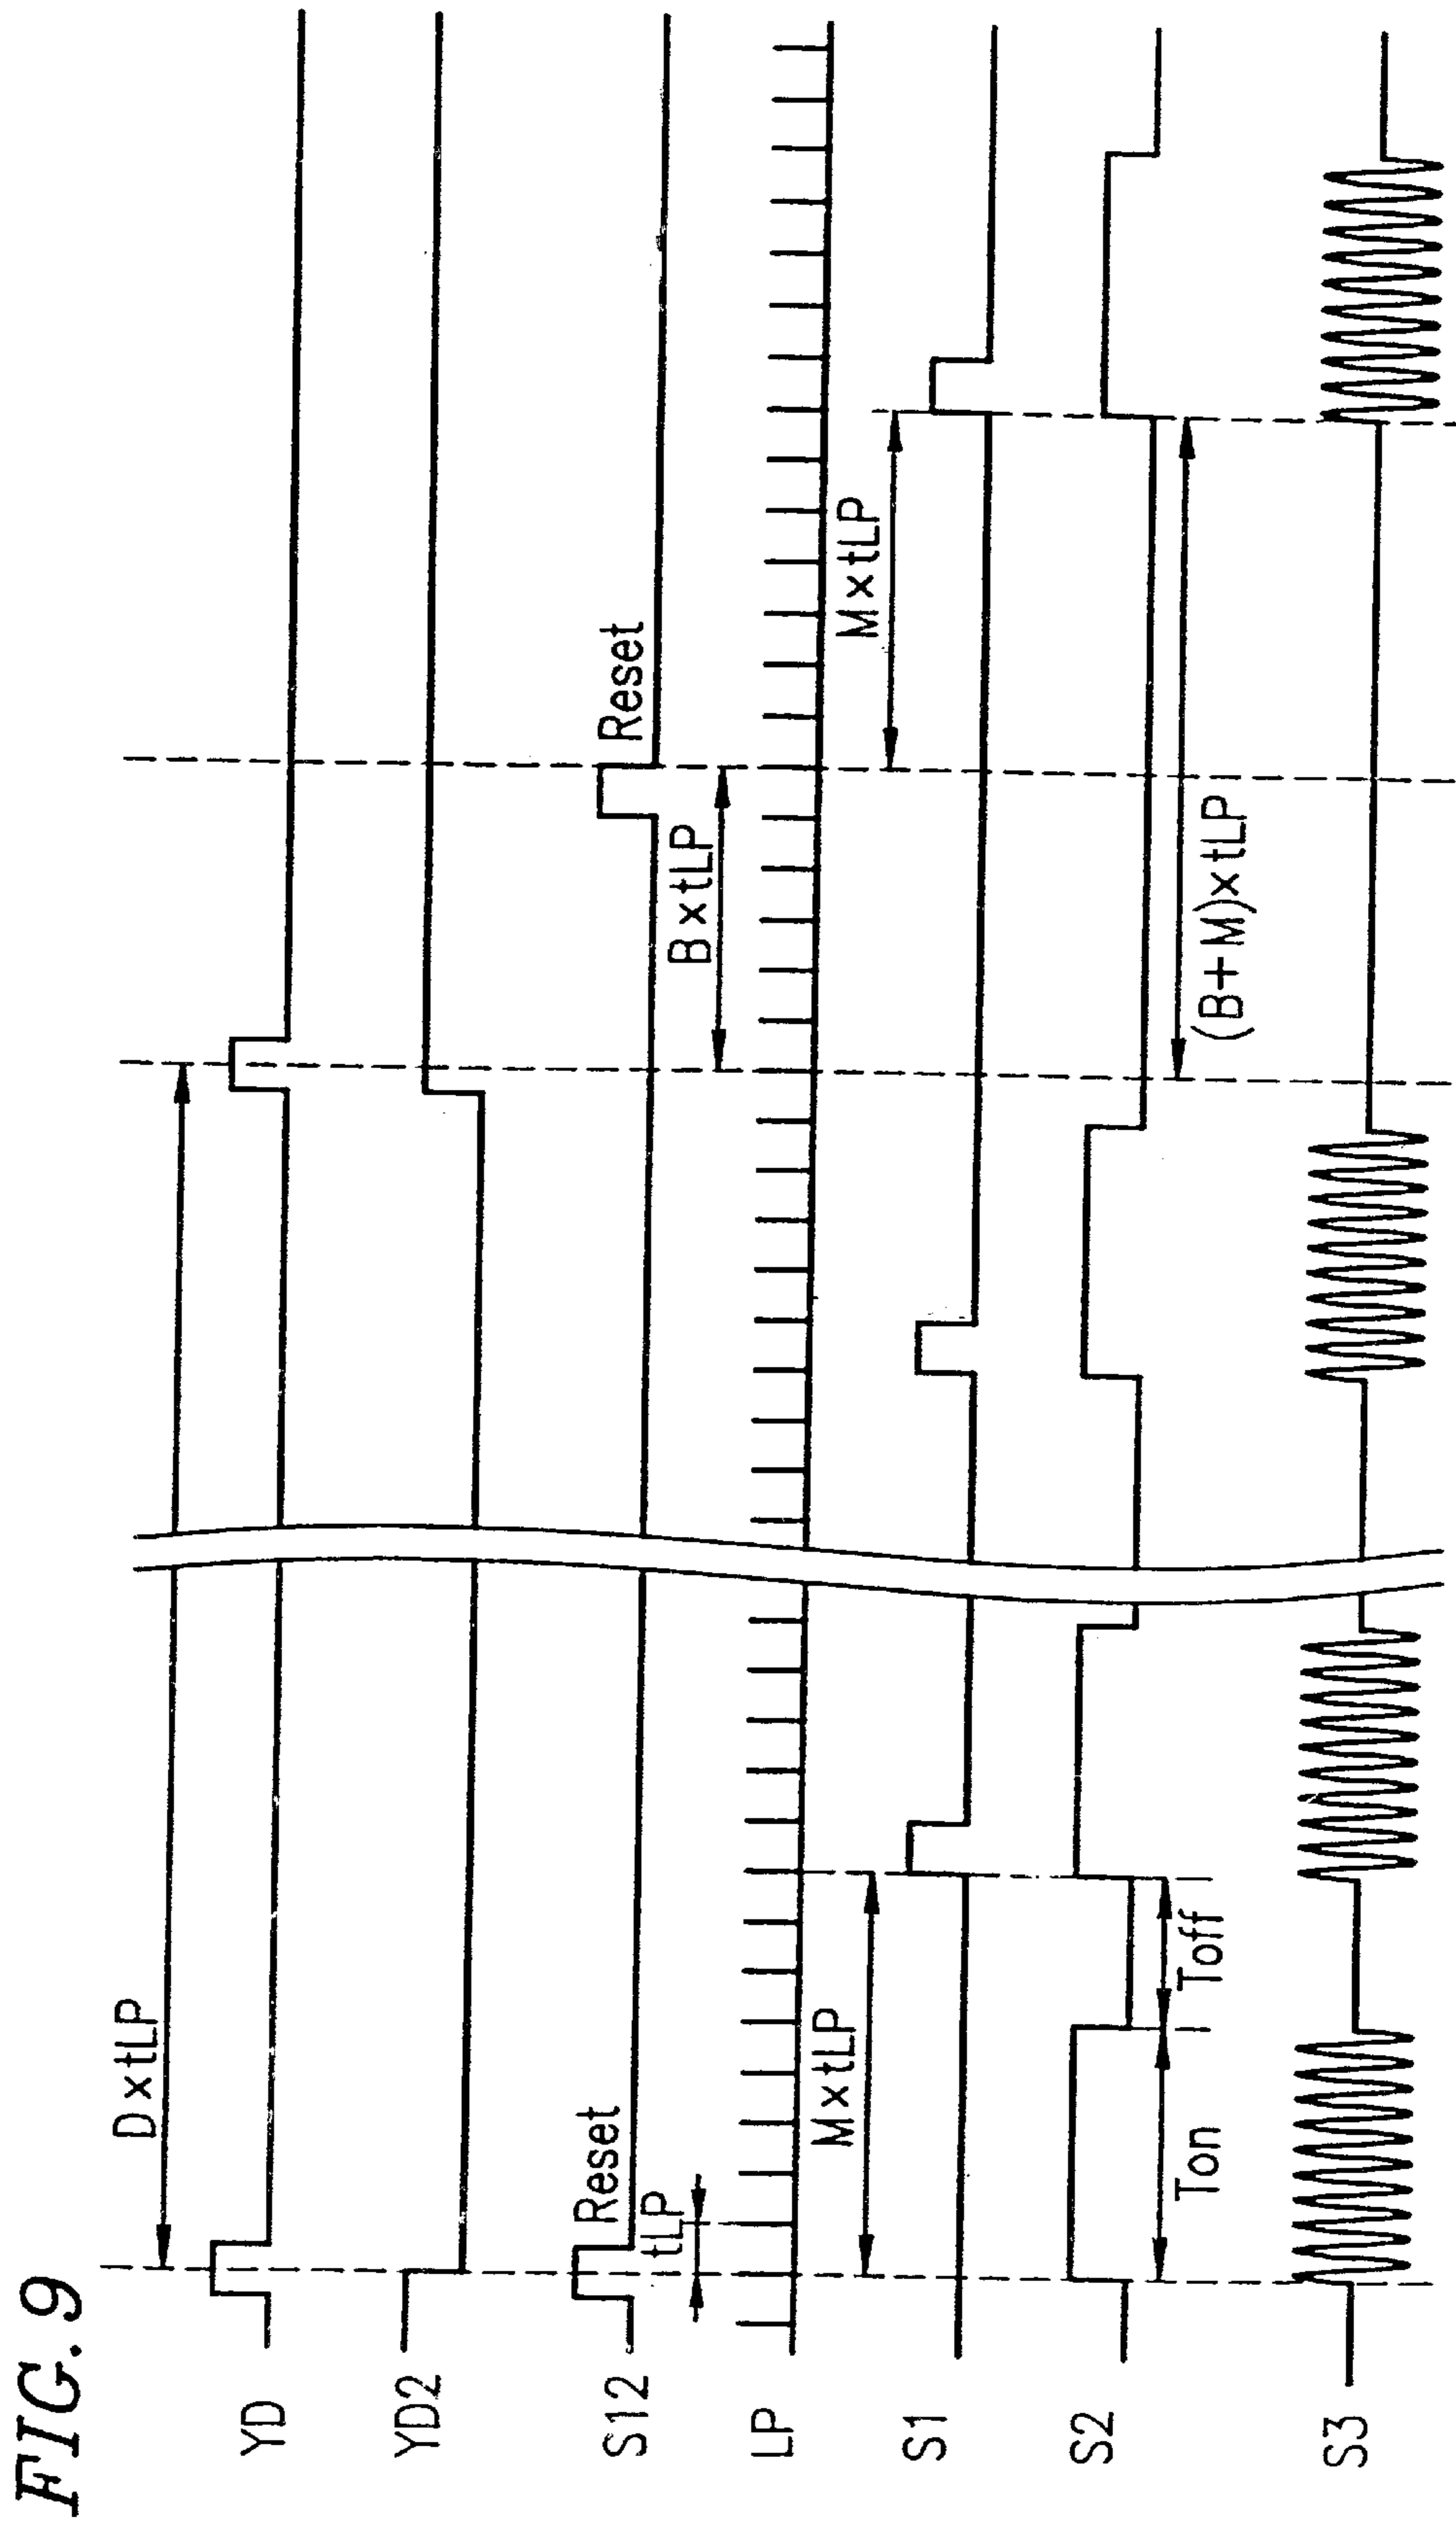 FIG. 9
D×tLP
YD
YD2
Reset
Reset
S12
tLP
B×tLP
LP
M×tLP
M×tLP
S1
S2
Ton
Toff
(B+M)×tLP
S3